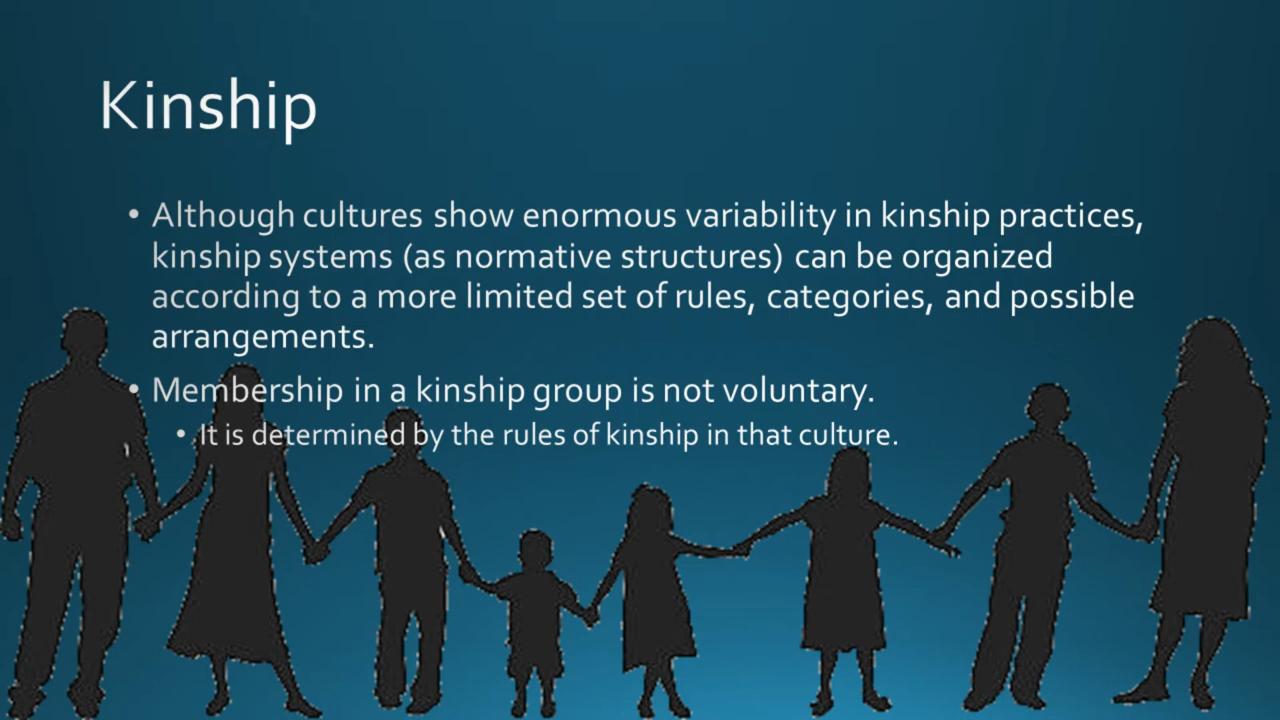 Kinship
• Although cultures show enormous variability in kinship practices,
kinship systems (as normative structures) can be organized
according to a more limited set of rules, categories, and possible
arrangements.
• Membership in a kinship group is not voluntary.
• It is determined by the rules of kinship in that culture.